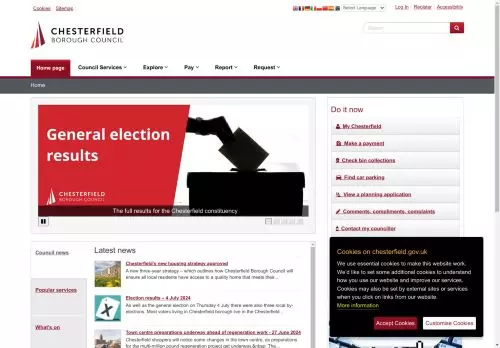 Cookies Sitemap
Select Language
Log In Register Accessibility
CHESTERFIELD
BOROUGH COUNCIL
Search
Home page Council Services Explore Pay Report Request
Home
General election
results
CHESTERFIELD
BOROUGH COUNCIL
The full results for the Chesterfield constituency
Do it now
My Chesterfield
Make a payment
Check bin collections
Find car parking
View a planning application
Comments, compliments, complaints
Contact my councillor
Council news
Popular services
What's on
Latest news
Chesterfield's new housing strategy approved
A new three-year strategy – which outlines how Chesterfield Borough Council will
ensure all local residents have access to a quality home that meets their...
Election results – 4 July 2024
As well as the general election on Thursday 4 July there were also three local by-
elections. Most voters living in Chesterfield borough live in the Chesterfield...
Town centre preparations underway ahead of regeneration work - 27 June 2024
Chesterfield shoppers will notice some changes in the town centre, as preparations
for the multi-million pound regeneration project get underway.&nbsp; The...
Cookies on chesterfield.gov.uk
We use essential cookies to make this website work.
We'd like to set some additional cookies to understand
how you use our website and improve our services.
Cookies may also be set by external sites or services
when you click on links from our website.
More information
Accept Cookies Customise Cookies